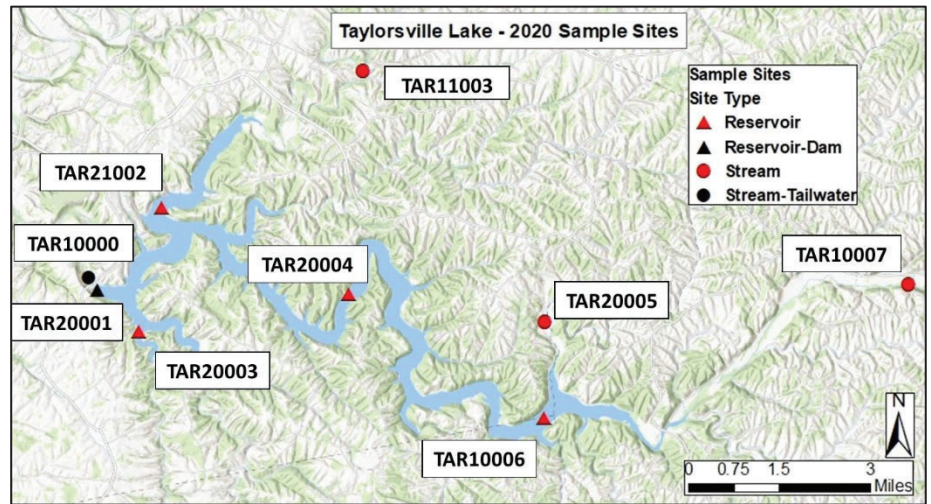 Taylorsville Lake - 2020 Sample Sites
TAR11003
Sample Sites
Site Type
Reservoir
Reservoir-Dam
Stream
Stream-Tailwater
TAR21002
TAR10000
TAR20004
TAR10007
TAR20005
TAR20001
TAR20003
TAR10006
N
0 0.75 1.5 3
Miles